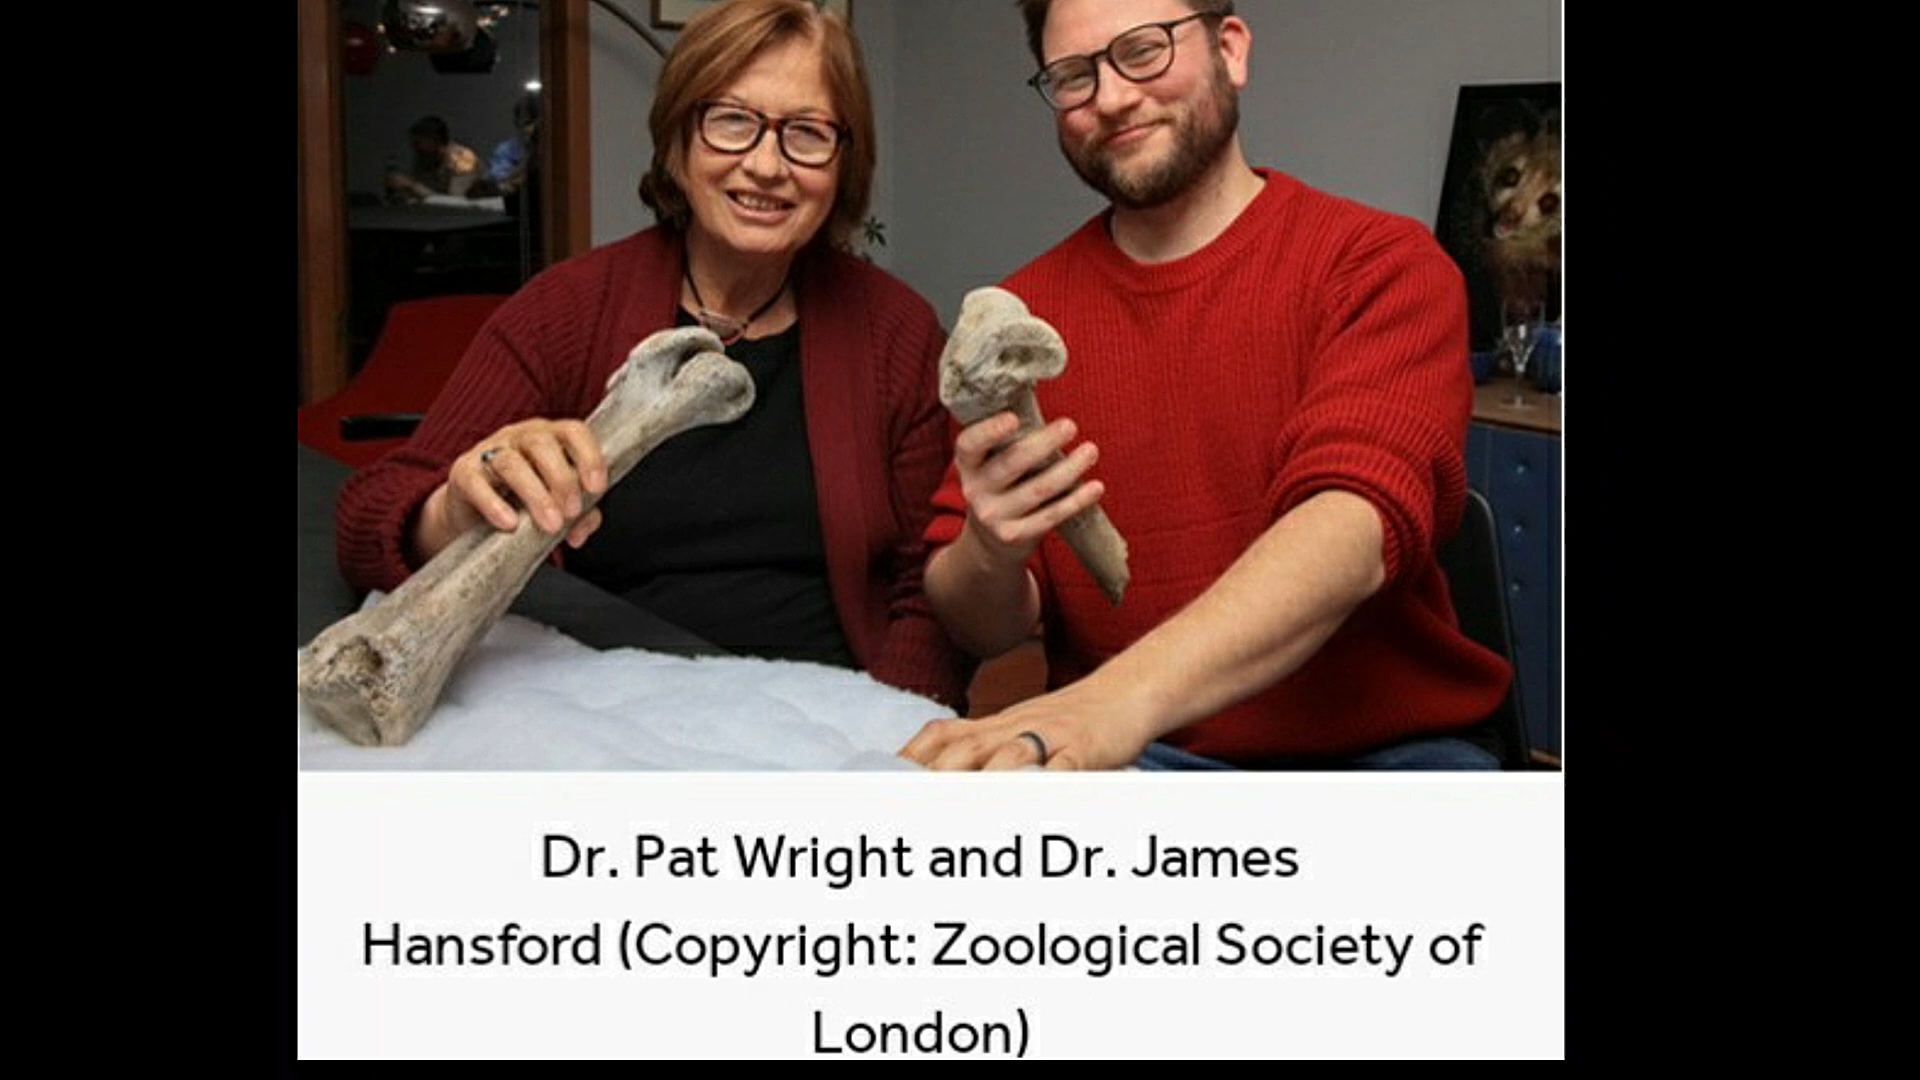 Dr. Pat Wright and Dr. James
Hansford (Copyright: Zoological Society of
London)